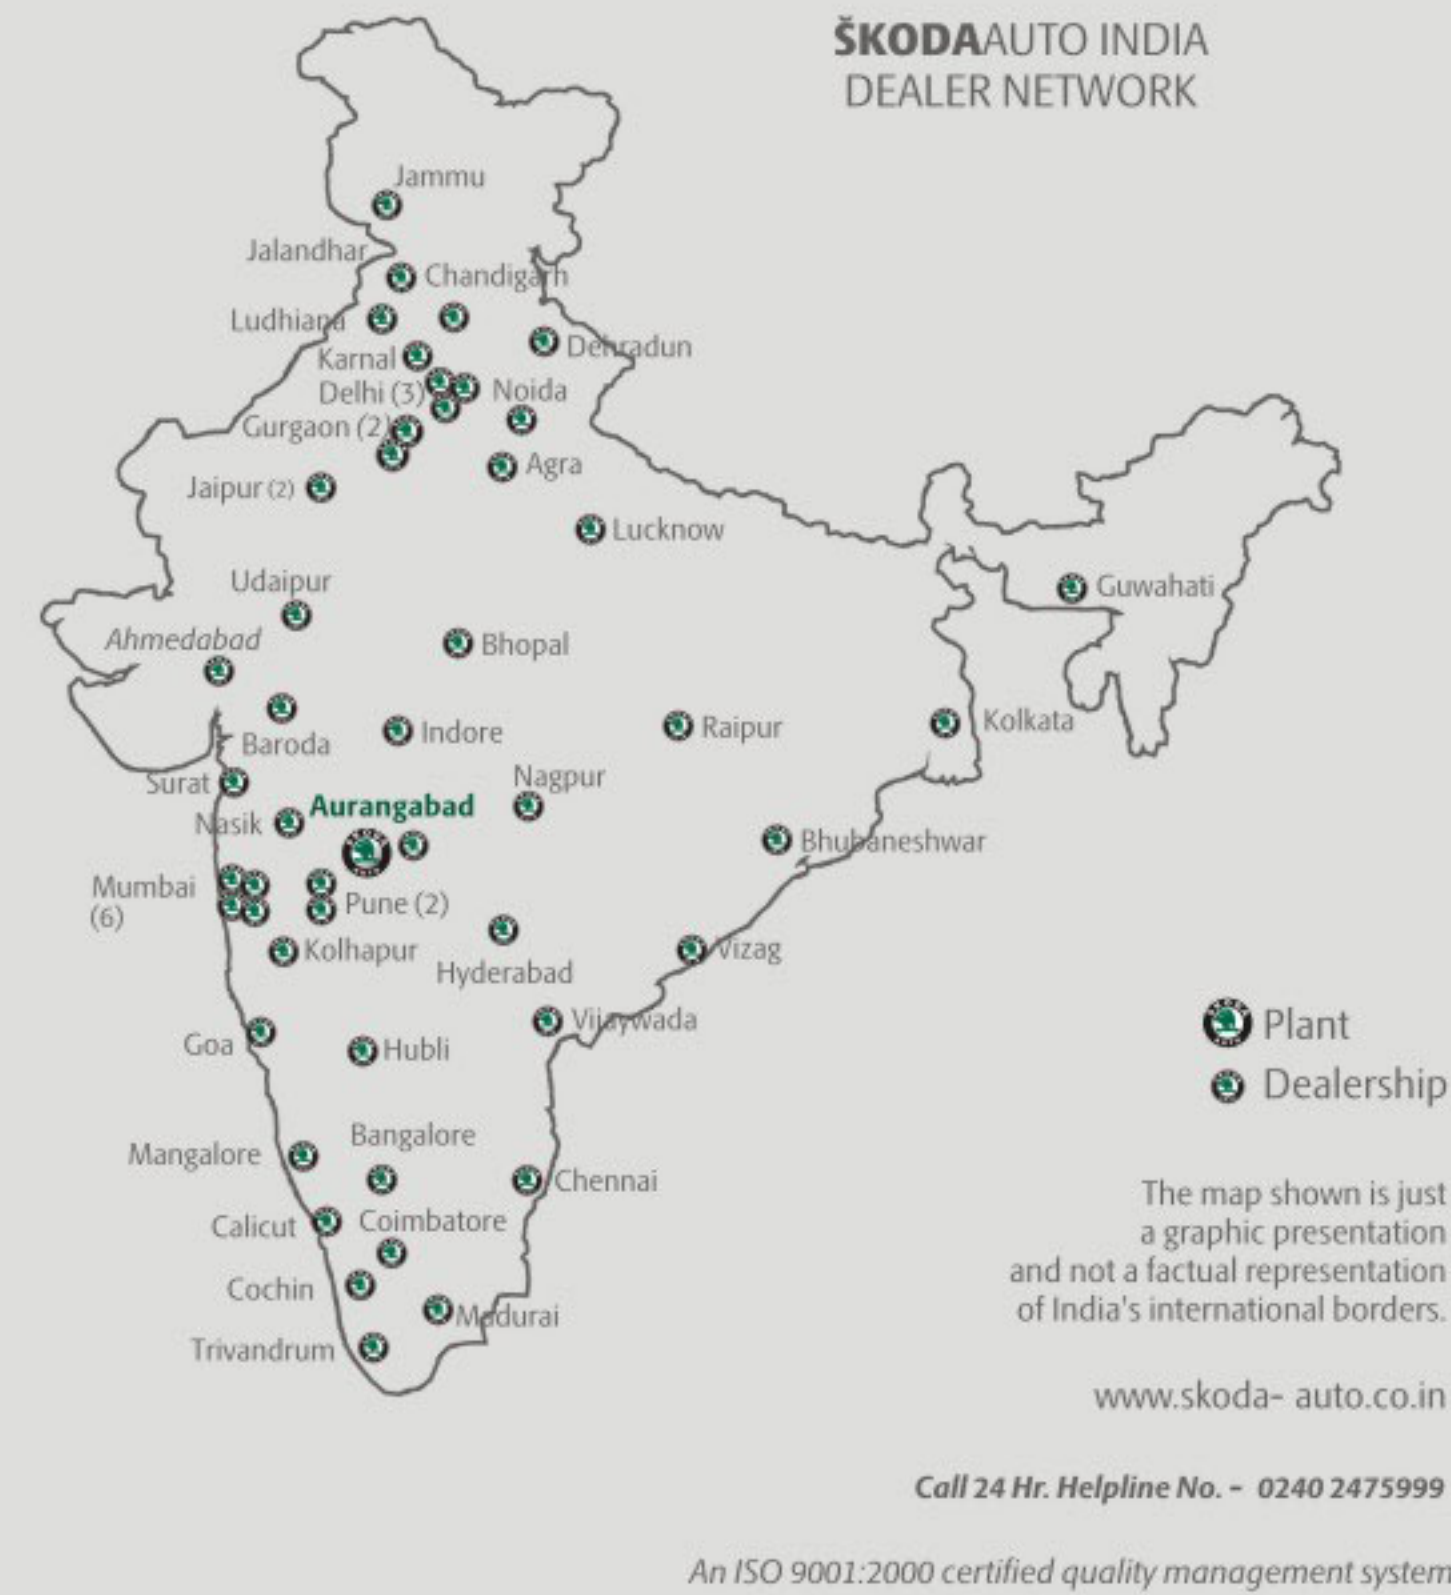 ŠKODAAUTO INDIA
DEALER NETWORK
Jammu
Jalandhar
Chandigarh
Ludhiana
Dehradun
Karnal
Delhi (3)
Noida
Gurgaon (2)
Agra
Jaipur (2)
Lucknow
Udaipur
Guwahati
Ahmedabad
Bhopal
Kolkata
Raipur
Indore
Baroda
Nagpur
Surat
Aurangabad
Nasik
Bhubaneshwar
Mumbai
(6)
Pune (2)
Kolhapur
Vizag
Hyderabad
Vijaywada
Goa
Hubli
Plant
Dealership
Bangalore
Mangalore
Chennai
Calicut
Coimbatore
Cochin
Madurai
Trivandrum
The map shown is just
a graphic presentation
and not a factual representation
of India's international borders.
www.skoda- auto.co.in
Call 24 Hr. Helpline No. - 0240 2475999
An ISO 9001:2000 certified quality management system